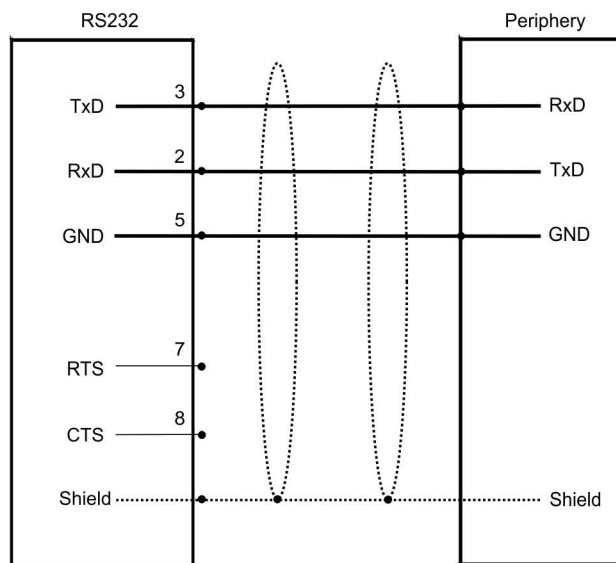 RS232 Periphery
TxD 3 RxD
RxD 2 TxD
GND 5 GND
RTS 7
CTS 8
Shield Shield